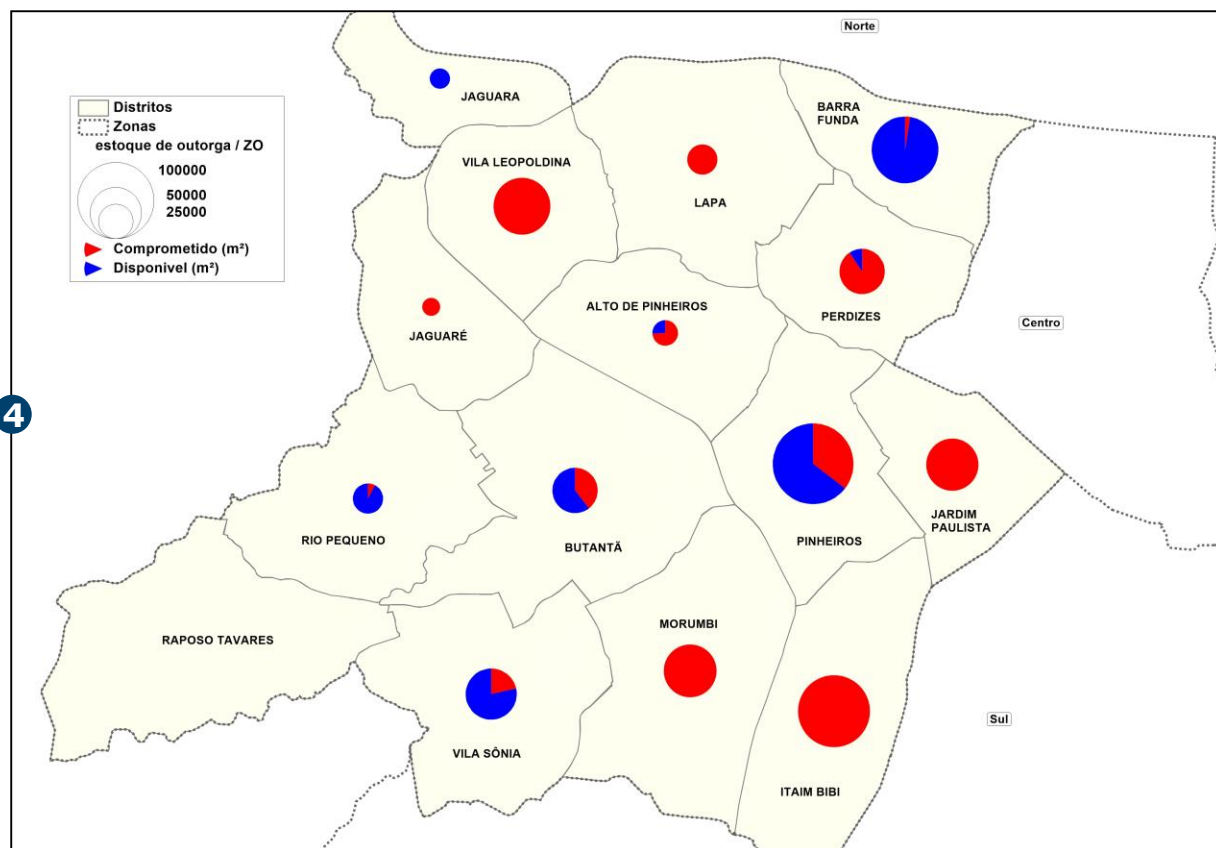 Norte
JAGUARA
BARRA
FUNDA
Distritos
Zonas
estoque de outorga / ZO
100000
50000
25000
Comprometido (m²)
Disponivel (m²)
VILA LEOPOLDINA
LAPA
ALTO DE PINHEIROS
PERDIZES
Centro
JAGUARÉ
4
RIO PEQUENO
BUTANTÃ
PINHEIROS
JARDIM
PAULISTA
RAPOSO TAVARES
MORUMBI
Sul
VILA SÔNIA
ITAIM BIBI